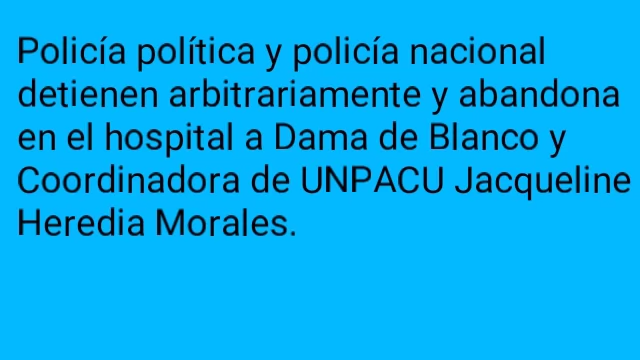 Policía política y policía nacional
detienen arbitrariamente y abandona
en el hospital a Dama de Blanco y
Coordinadora de UNPACU Jacqueline
Heredia Morales.